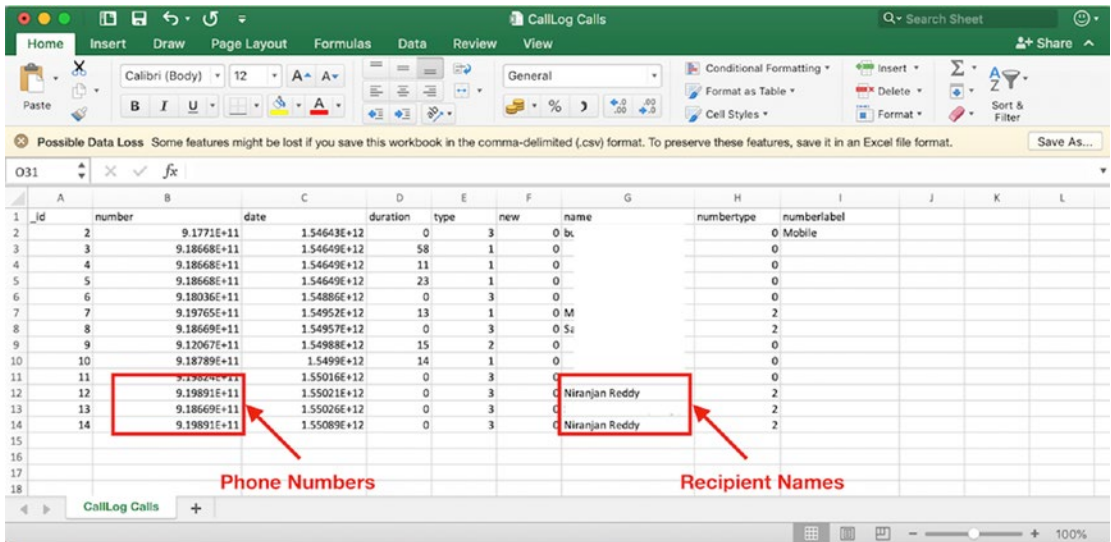 CallLog Calls
Search Sheet
Home Insert Draw Page Layout Formulas Data Review View Share
Calibri (Body) 12 A A General Conditional Formatting Insert Σ
Paste B I U A % Format as Table Delete Sort & Filter
Cell Styles Format
Possible Data Loss Some features might be lost if you save this workbook in the comma-delimited (.csv) format. To preserve these features, save it in an Excel file format. Save As...
O31 fx
A B C D E F G H I J K L
1 _id number date duration type new name numbertype numberlabel
2 2 9.1771E+11 1.54643E+12 0 3 0 bu 0 Mobile
3 3 9.18668E+11 1.54649E+12 58 1 0 0
4 4 9.18668E+11 1.54649E+12 11 1 0 0
5 5 9.18668E+11 1.54649E+12 23 1 0 0
6 6 9.18036E+11 1.54886E+12 0 3 0 0
7 7 9.19765E+11 1.54952E+12 13 1 0 M 2
8 8 9.18669E+11 1.54957E+12 0 3 0 Sa 2
9 9 9.12067E+11 1.54988E+12 15 2 0 0
10 10 9.18789E+11 1.5499E+12 14 1 0 0
11 11 9.19824E+11 1.55016E+12 0 3 0 0
12 12 9.19891E+11 1.55021E+12 0 3 0 Niranjan Reddy 2
13 13 9.18669E+11 1.55026E+12 0 3 0 2
14 14 9.19891E+11 1.55089E+12 0 3 0 Niranjan Reddy 2
15
16
17
18
Phone Numbers Recipient Names
CallLog Calls +
100%